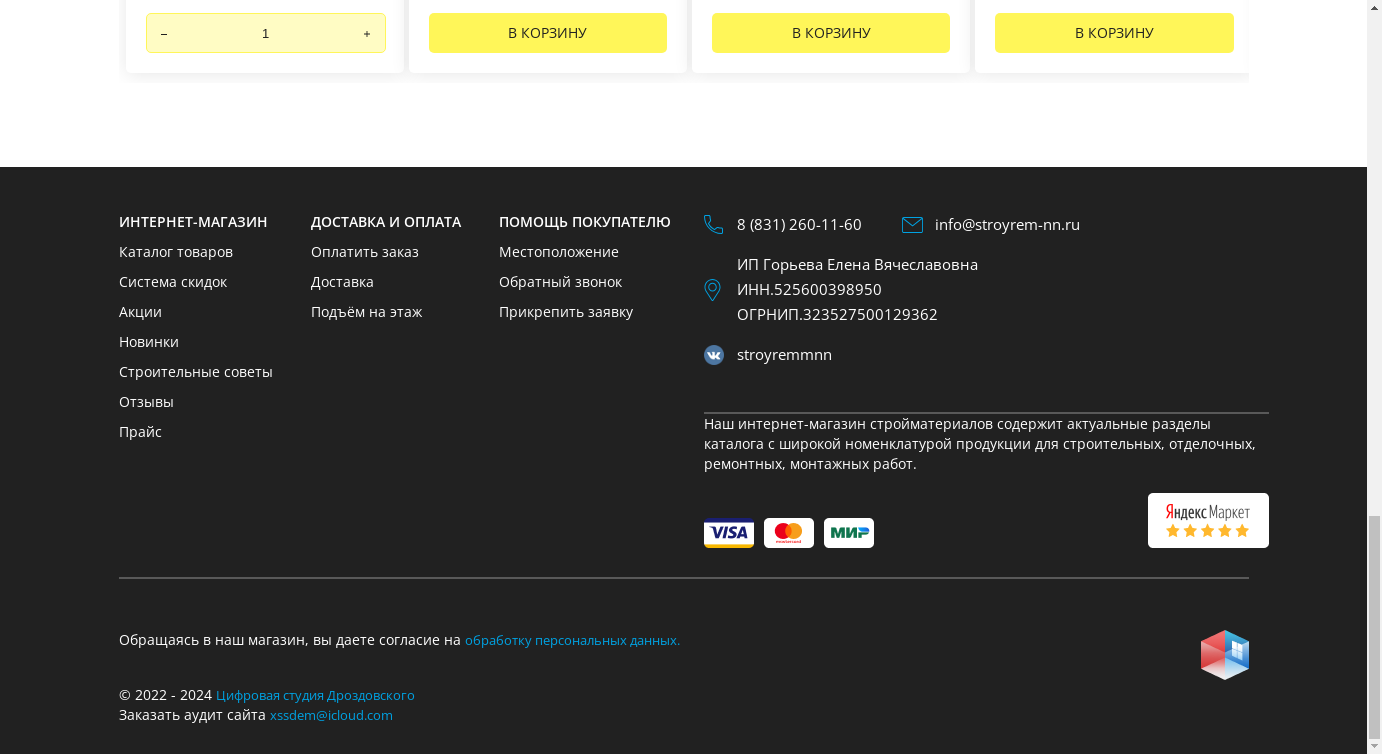 − 1 +
В КОРЗИНУ
В КОРЗИНУ
В КОРЗИНУ
ИНТЕРНЕТ-МАГАЗИН
Каталог товаров
Система скидок
Акции
Новинки
Строительные советы
Отзывы
Прайс
ДОСТАВКА И ОПЛАТА
Оплатить заказ
Доставка
Подъём на этаж
ПОМОЩЬ ПОКУПАТЕЛЮ
Местоположение
Обратный звонок
Прикрепить заявку
8 (831) 260-11-60
info@stroyrem-nn.ru
ИП Горьева Елена Вячеславовна
ИНН.525600398950
ОГРНИП.323527500129362
stroyremmnn
Наш интернет-магазин стройматериалов содержит актуальные разделы
каталога с широкой номенклатурой продукции для строительных, отделочных,
ремонтных, монтажных работ.
VISA
mastercard
МИР
Яндекс Маркет
Обращаясь в наш магазин, вы даете согласие на обработку персональных данных.
© 2022 - 2024 Цифровая студия Дроздовского
Заказать аудит сайта xssdem@icloud.com